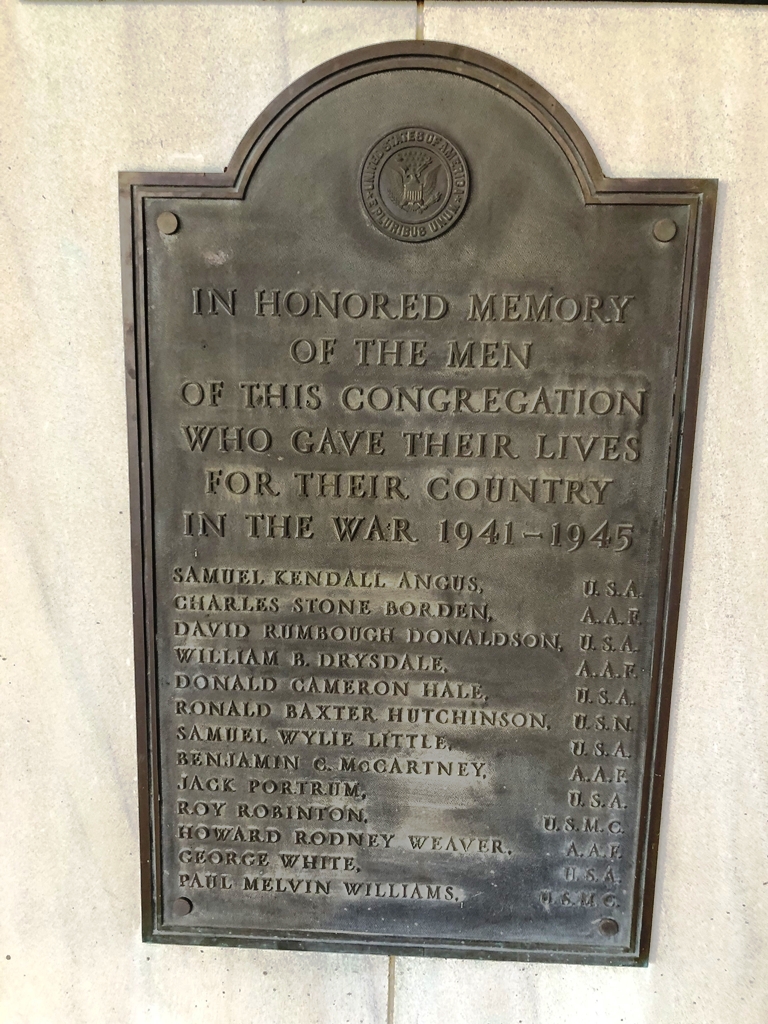 UNITED STATES OF AMERICA
E PLURIBUS UNUM
IN HONORED MEMORY
OF THE MEN
OF THIS CONGREGATION
WHO GAVE THEIR LIVES
FOR THEIR COUNTRY
IN THE WAR 1941-1945
SAMUEL KENDALL ANGUS, U.S.A.
CHARLES STONE BORDEN, A.A.F.
DAVID RUMBOUGH DONALDSON, U.S.A.
WILLIAM B. DRYSDALE, A.A.F.
DONALD CAMERON HALE, U.S.A.
RONALD BAXTER HUTCHINSON, U.S.N.
SAMUEL WYLIE LITTLE, U.S.A.
BENJAMIN C. McCARTNEY, A.A.F.
JACK PORTRUM, U.S.A.
ROY ROBINTON, U.S.M.C.
HOWARD RODNEY WEAVER, A.A.F.
GEORGE WHITE, U.S.A.
PAUL MELVIN WILLIAMS, U.S.M.C.